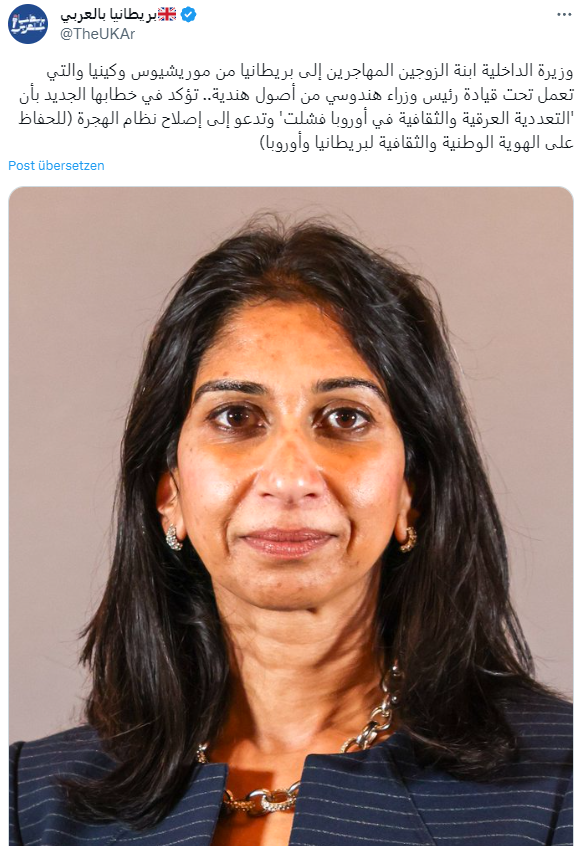 بريطانيا بالعربي🇬🇧
@TheUKAr
وزيرة الداخلية ابنة الزوجين المهاجرين إلى بريطانيا من موريشيوس وكينيا والتي
تعمل تحت قيادة رئيس وزراء هندوسي من أصول هندية.. تؤكد في خطابها الجديد بأن
'التعددية العرقية والثقافية في أوروبا فشلت' وتدعو إلى إصلاح نظام الهجرة (للحفاظ
على الهوية الوطنية والثقافية لبريطانيا وأوروبا)
Post übersetzen